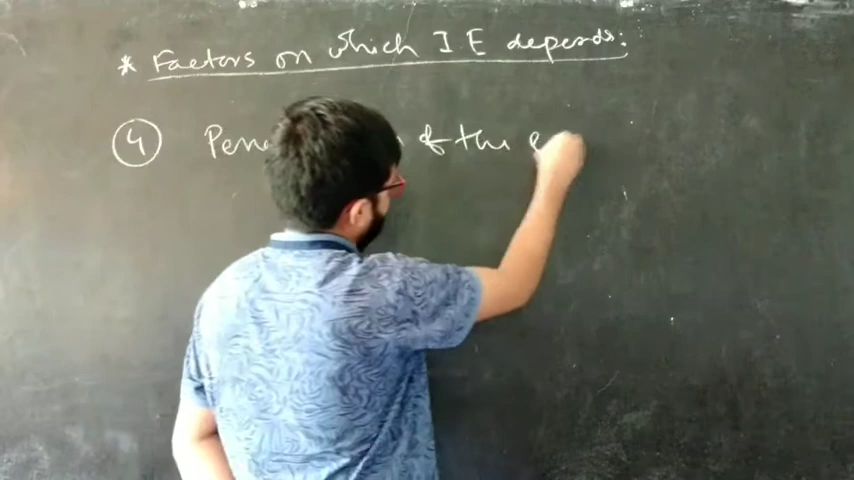 * Factors on which I E depends:
4 Pene of the